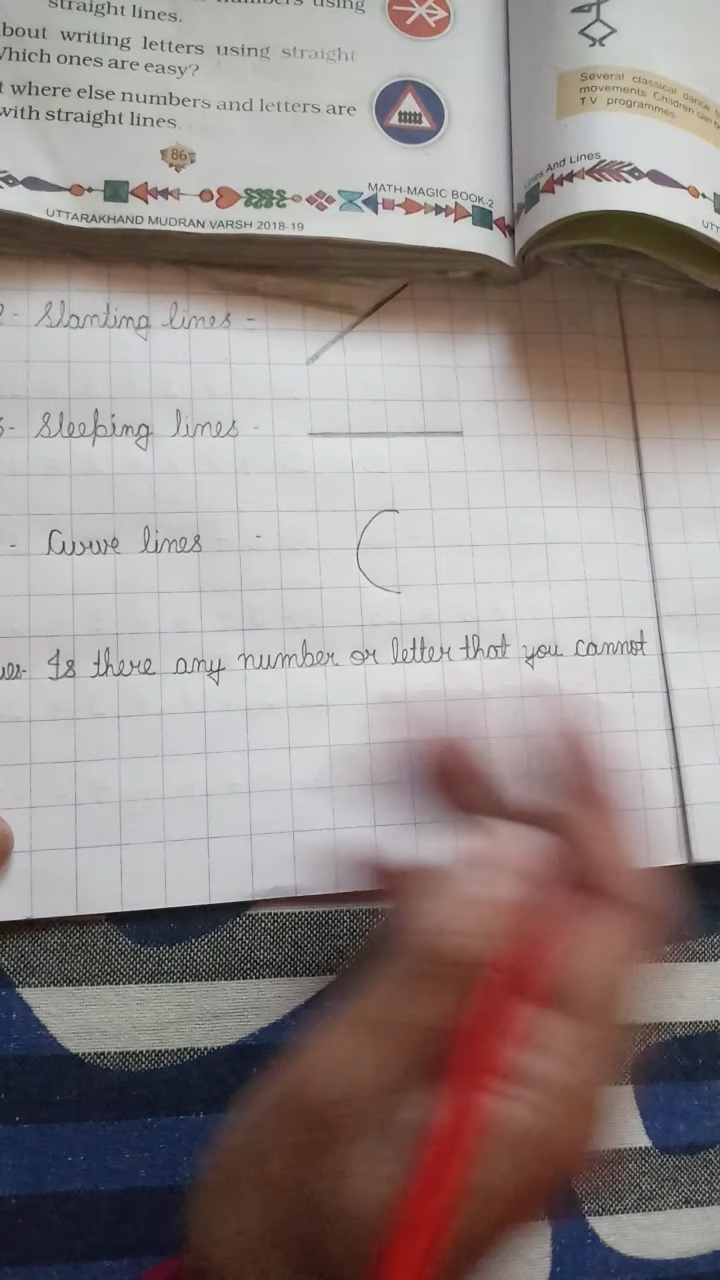 using
straight lines.
bout writing letters using straight
Which ones are easy?
t where else numbers and letters are
with straight lines.
86
MATH-MAGIC BOOK-2
UTTARAKHAND MUDRAN VARSH 2018-19
Several classical dance
movements. Children can
T V programmes
And Lines
UTT
- Slanting lines -
- Sleeping lines -
- Curve lines -
Is there any number or letter that you cannot